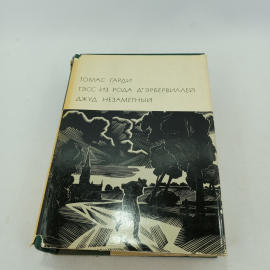 ТОМАС ГАРДИ
ТЭСС ИЗ РОДА Д'ЭРБЕРВИЛЛЕЙ
ДЖУД НЕЗАМЕТНЫЙ